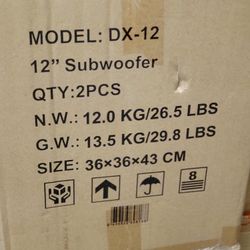 MODEL: DX-12
12” Subwoofer
QTY:2PCS
N.W.: 12.0 KG/26.5 LBS
G.W.: 13.5 KG/29.8 LBS
SIZE: 36×36×43 CM
8